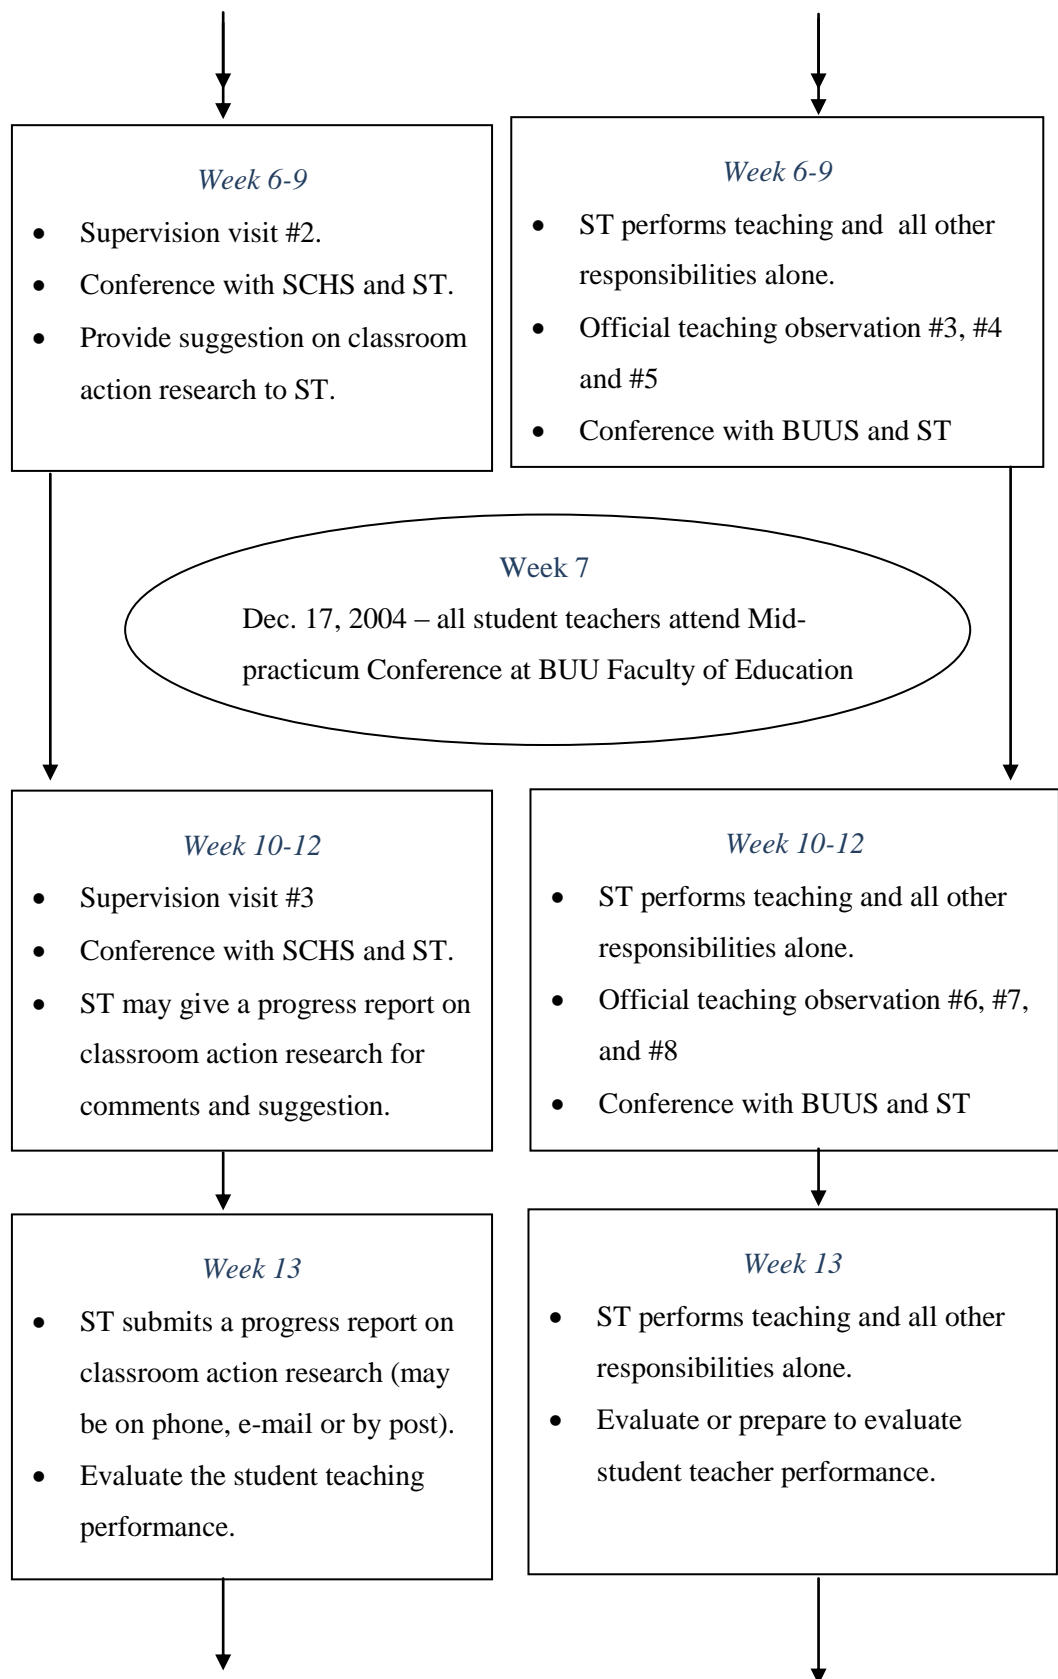 Week 6-9
• Supervision visit #2.
• Conference with SCHS and ST.
• Provide suggestion on classroom
action research to ST.
Week 6-9
• ST performs teaching and  all other
responsibilities alone.
• Official teaching observation #3, #4
and #5
• Conference with BUUS and ST
Week 7
Dec. 17, 2004 – all student teachers attend Mid-
practicum Conference at BUU Faculty of Education
Week 10-12
• Supervision visit #3
• Conference with SCHS and ST.
• ST may give a progress report on
classroom action research for
comments and suggestion.
Week 10-12
• ST performs teaching and all other
responsibilities alone.
• Official teaching observation #6, #7,
and #8
• Conference with BUUS and ST
Week 13
• ST submits a progress report on
classroom action research (may
be on phone, e-mail or by post).
• Evaluate the student teaching
performance.
Week 13
• ST performs teaching and all other
responsibilities alone.
• Evaluate or prepare to evaluate
student teacher performance.